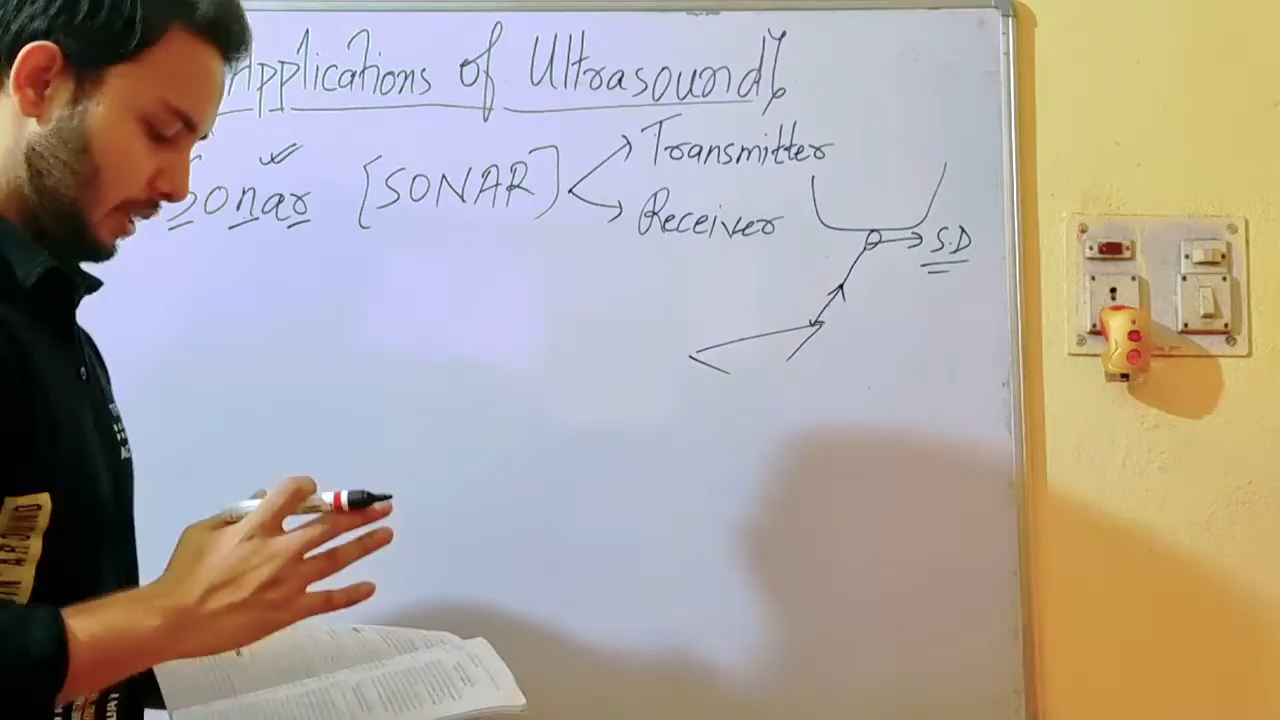 Applications of Ultrasound
Sonar [SONAR]
Transmitter
Receiver
S.D